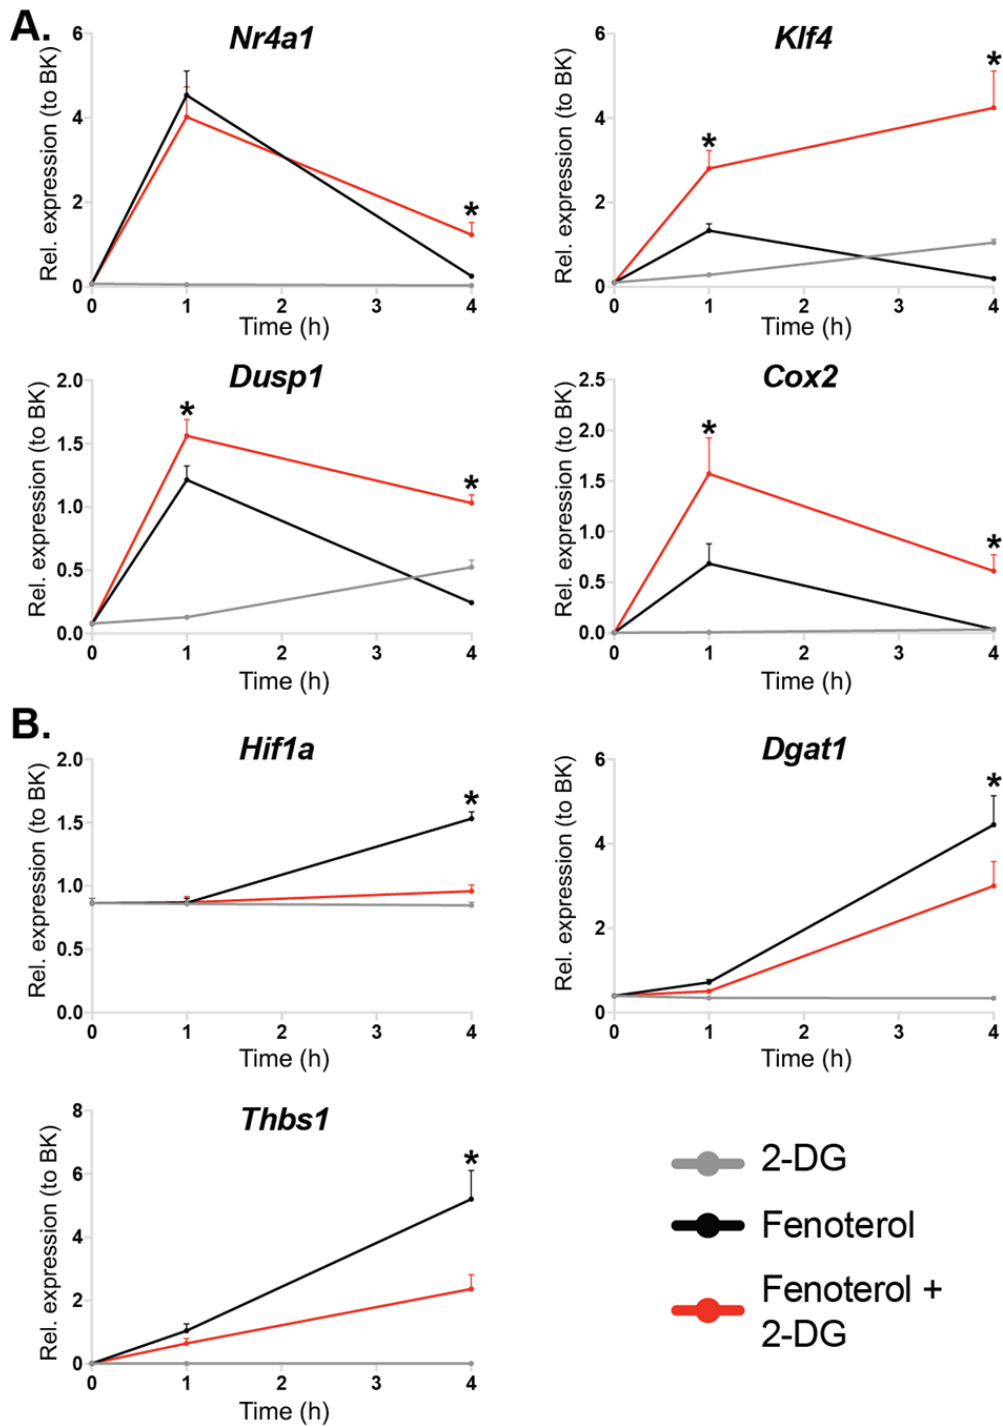 A.
Nr4a1
Rel. expression (to BK)
6
4
2
0
0 1 2 3 4
Time (h)
Klf4
*
*
*
Rel. expression (to BK)
6
4
2
0
0 1 2 3 4
Time (h)
Dusp1
*
*
Rel. expression (to BK)
2.0
1.5
1.0
0.5
0.0
0 1 2 3 4
Time (h)
Cox2
*
*
Rel. expression (to BK)
2.5
2.0
1.5
1.0
0.5
0.0
0 1 2 3 4
Time (h)
B.
Hif1a
*
Rel. expression (to BK)
2.0
1.5
1.0
0.5
0.0
0 1 2 3 4
Time (h)
Dgat1
*
Rel. expression (to BK)
6
4
2
0
0 1 2 3 4
Time (h)
Thbs1
*
Rel. expression (to BK)
8
6
4
2
0
0 1 2 3 4
Time (h)
2-DG
Fenoterol
Fenoterol +
2-DG